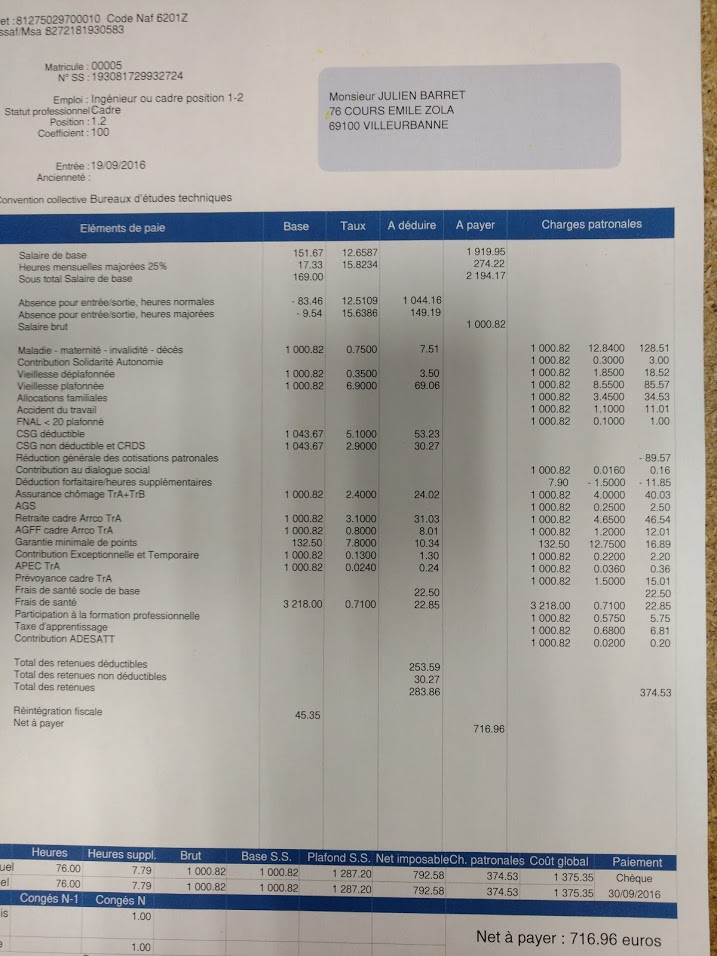 et :81275029700010 Code Naf 6201Z
ssaf/Msa 8272181930583
Matricule : 00005
N° SS : 193081729932724
Emploi : Ingénieur ou cadre position 1-2
Statut professionnel Cadre
Position : 1.2
Coefficient : 100
Monsieur JULIEN BARRET
76 COURS EMILE ZOLA
69100 VILLEURBANNE
Entrée : 19/09/2016
Ancienneté :
Convention collective Bureaux d'études techniques
Eléments de paie Base Taux A déduire A payer Charges patronales
Salaire de base 151.67 12.6587 1 919.95
Heures mensuelles majorées 25% 17.33 15.8234 274.22
Sous total Salaire de base 169.00 2 194.17
Absence pour entrée/sortie, heures normales - 83.46 12.5109 1 044.16
Absence pour entrée/sortie, heures majorées - 9.54 15.6386 149.19
Salaire brut 1 000.82
Maladie - maternité - invalidité - décès 1 000.82 0.7500 7.51 1 000.82 12.8400 128.51
Contribution Solidarité Autonomie 1 000.82 0.3000 3.00
Vieillesse déplafonnée 1 000.82 0.3500 3.50 1 000.82 1.8500 18.52
Vieillesse plafonnée 1 000.82 6.9000 69.06 1 000.82 8.5500 85.57
Allocations familiales 1 000.82 3.4500 34.53
Accident du travail 1 000.82 1.1000 11.01
FNAL < 20 plafonné 1 000.82 0.1000 1.00
CSG déductible 1 043.67 5.1000 53.23
CSG non déductible et CRDS 1 043.67 2.9000 30.27
Réduction générale des cotisations patronales - 89.57
Contribution au dialogue social 1 000.82 0.0160 0.16
Déduction forfaitaire/heures supplémentaires 7.90 - 1.5000 - 11.85
Assurance chômage TrA+TrB 1 000.82 2.4000 24.02 1 000.82 4.0000 40.03
AGS 1 000.82 0.2500 2.50
Retraite cadre Arrco TrA 1 000.82 3.1000 31.03 1 000.82 4.6500 46.54
AGFF cadre Arrco TrA 1 000.82 0.8000 8.01 1 000.82 1.2000 12.01
Garantie minimale de points 132.50 7.8000 10.34 132.50 12.7500 16.89
Contribution Exceptionnelle et Temporaire 1 000.82 0.1300 1.30 1 000.82 0.2200 2.20
APEC TrA 1 000.82 0.0240 0.24 1 000.82 0.0360 0.36
Prévoyance cadre TrA 1 000.82 1.5000 15.01
Frais de santé socle de base 22.50 22.50
Frais de santé 3 218.00 0.7100 22.85 3 218.00 0.7100 22.85
Participation à la formation professionnelle 1 000.82 0.5750 5.75
Taxe d'apprentissage 1 000.82 0.6800 6.81
Contribution ADESATT 1 000.82 0.0200 0.20
Total des retenues déductibles 253.59
Total des retenues non déductibles 30.27
Total des retenues 283.86 374.53
Réintégration fiscale 45.35
Net à payer 716.96
Heures Heures suppl. Brut Base S.S. Plafond S.S. Net imposable Ch. patronales Coût global Paiement
uel 76.00 7.79 1 000.82 1 000.82 1 287.20 792.58 374.53 1 375.35 Chèque
el 76.00 7.79 1 000.82 1 000.82 1 287.20 792.58 374.53 1 375.35 30/09/2016
Congés N-1 Congés N
is 1.00
e 1.00
Net à payer : 716.96 euros